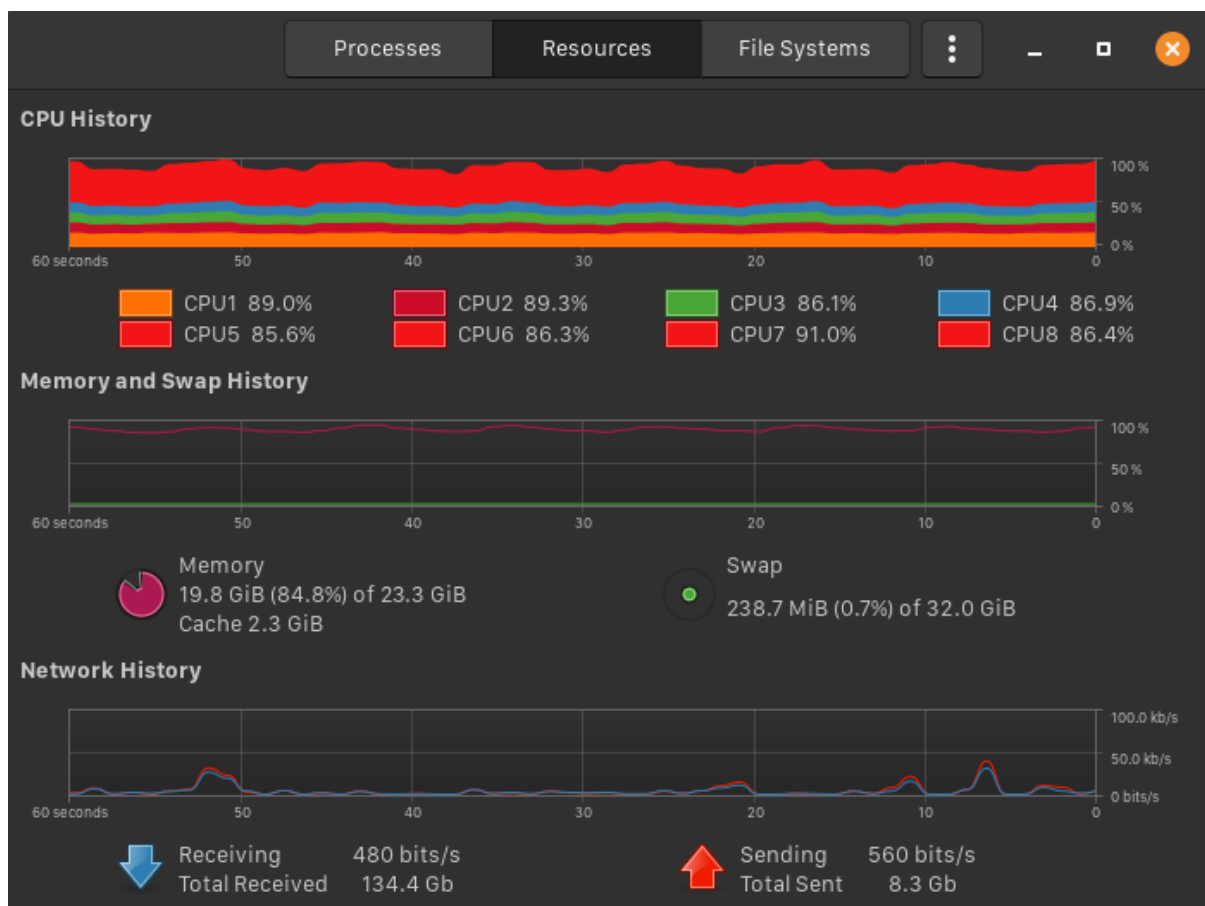 Processes Resources File Systems
CPU History
100 %
50 %
0 %
60 seconds 50 40 30 20 10 0
CPU1 89.0% CPU2 89.3% CPU3 86.1% CPU4 86.9%
CPU5 85.6% CPU6 86.3% CPU7 91.0% CPU8 86.4%
Memory and Swap History
100 %
50 %
0 %
60 seconds 50 40 30 20 10 0
Memory
19.8 GiB (84.8%) of 23.3 GiB
Cache 2.3 GiB
Swap
238.7 MiB (0.7%) of 32.0 GiB
Network History
100.0 kb/s
50.0 kb/s
0 bits/s
60 seconds 50 40 30 20 10 0
Receiving 480 bits/s
Total Received 134.4 Gb
Sending 560 bits/s
Total Sent 8.3 Gb